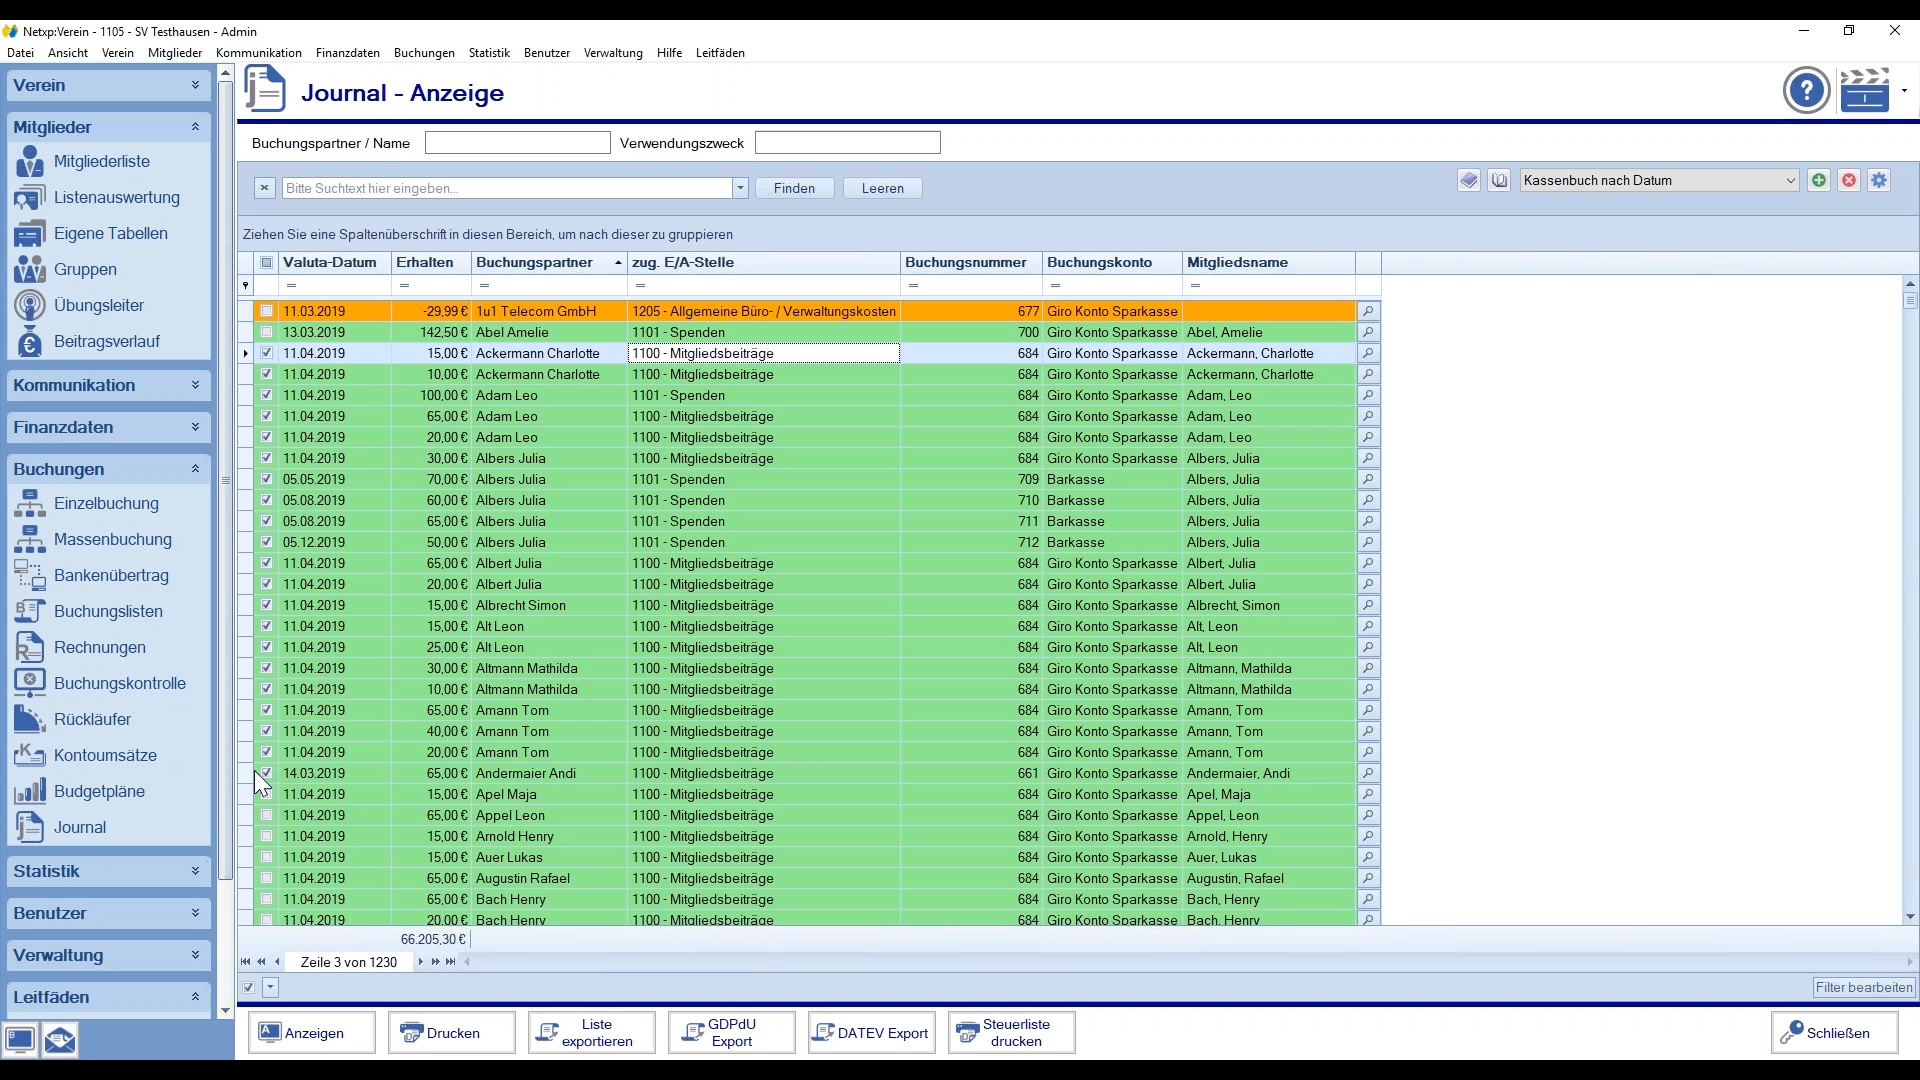 Netxp:Verein - 1105 - SV Testhausen - Admin
Datei Ansicht Verein Mitglieder Kommunikation Finanzdaten Buchungen Statistik Benutzer Verwaltung Hilfe Leitfäden
Verein
Mitglieder
Mitgliederliste
Listenauswertung
Eigene Tabellen
Gruppen
Übungsleiter
Beitragsverlauf
Kommunikation
Finanzdaten
Buchungen
Einzelbuchung
Massenbuchung
Bankenübertrag
Buchungslisten
Rechnungen
Buchungskontrolle
Rückläufer
Kontoumsätze
Budgetpläne
Journal
Statistik
Benutzer
Verwaltung
Leitfäden
Journal - Anzeige
Buchungspartner / Name Verwendungszweck
Bitte Suchtext hier eingeben... Finden Leeren Kassenbuch nach Datum
Ziehen Sie eine Spaltenüberschrift in diesen Bereich, um nach dieser zu gruppieren
Valuta-Datum Erhalten Buchungspartner zug. E/A-Stelle Buchungsnummer Buchungskonto Mitgliedsname
= = = = = = =
11.03.2019 -29,99 € 1u1 Telecom GmbH 1205 - Allgemeine Büro- / Verwaltungskosten 677 Giro Konto Sparkasse
13.03.2019 142,50 € Abel Amelie 1101 - Spenden 700 Giro Konto Sparkasse Abel, Amelie
11.04.2019 15,00 € Ackermann Charlotte 1100 - Mitgliedsbeiträge 684 Giro Konto Sparkasse Ackermann, Charlotte
11.04.2019 10,00 € Ackermann Charlotte 1100 - Mitgliedsbeiträge 684 Giro Konto Sparkasse Ackermann, Charlotte
11.04.2019 100,00 € Adam Leo 1101 - Spenden 684 Giro Konto Sparkasse Adam, Leo
11.04.2019 65,00 € Adam Leo 1100 - Mitgliedsbeiträge 684 Giro Konto Sparkasse Adam, Leo
11.04.2019 20,00 € Adam Leo 1100 - Mitgliedsbeiträge 684 Giro Konto Sparkasse Adam, Leo
11.04.2019 30,00 € Albers Julia 1100 - Mitgliedsbeiträge 684 Giro Konto Sparkasse Albers, Julia
05.05.2019 70,00 € Albers Julia 1101 - Spenden 709 Barkasse Albers, Julia
05.08.2019 60,00 € Albers Julia 1101 - Spenden 710 Barkasse Albers, Julia
05.08.2019 65,00 € Albers Julia 1101 - Spenden 711 Barkasse Albers, Julia
05.12.2019 50,00 € Albers Julia 1101 - Spenden 712 Barkasse Albers, Julia
11.04.2019 65,00 € Albert Julia 1100 - Mitgliedsbeiträge 684 Giro Konto Sparkasse Albert, Julia
11.04.2019 20,00 € Albert Julia 1100 - Mitgliedsbeiträge 684 Giro Konto Sparkasse Albert, Julia
11.04.2019 15,00 € Albrecht Simon 1100 - Mitgliedsbeiträge 684 Giro Konto Sparkasse Albrecht, Simon
11.04.2019 15,00 € Alt Leon 1100 - Mitgliedsbeiträge 684 Giro Konto Sparkasse Alt, Leon
11.04.2019 25,00 € Alt Leon 1100 - Mitgliedsbeiträge 684 Giro Konto Sparkasse Alt, Leon
11.04.2019 30,00 € Altmann Mathilda 1100 - Mitgliedsbeiträge 684 Giro Konto Sparkasse Altmann, Mathilda
11.04.2019 10,00 € Altmann Mathilda 1100 - Mitgliedsbeiträge 684 Giro Konto Sparkasse Altmann, Mathilda
11.04.2019 65,00 € Amann Tom 1100 - Mitgliedsbeiträge 684 Giro Konto Sparkasse Amann, Tom
11.04.2019 40,00 € Amann Tom 1100 - Mitgliedsbeiträge 684 Giro Konto Sparkasse Amann, Tom
11.04.2019 20,00 € Amann Tom 1100 - Mitgliedsbeiträge 684 Giro Konto Sparkasse Amann, Tom
14.03.2019 65,00 € Andermaier Andi 1100 - Mitgliedsbeiträge 661 Giro Konto Sparkasse Andermaier, Andi
11.04.2019 15,00 € Apel Maja 1100 - Mitgliedsbeiträge 684 Giro Konto Sparkasse Apel, Maja
11.04.2019 65,00 € Appel Leon 1100 - Mitgliedsbeiträge 684 Giro Konto Sparkasse Appel, Leon
11.04.2019 15,00 € Arnold Henry 1100 - Mitgliedsbeiträge 684 Giro Konto Sparkasse Arnold, Henry
11.04.2019 15,00 € Auer Lukas 1100 - Mitgliedsbeiträge 684 Giro Konto Sparkasse Auer, Lukas
11.04.2019 65,00 € Augustin Rafael 1100 - Mitgliedsbeiträge 684 Giro Konto Sparkasse Augustin, Rafael
11.04.2019 65,00 € Bach Henry 1100 - Mitgliedsbeiträge 684 Giro Konto Sparkasse Bach, Henry
11.04.2019 20,00 € Bach Henry 1100 - Mitgliedsbeiträge 684 Giro Konto Sparkasse Bach, Henry
66.205,30 €
Zeile 3 von 1230
Filter bearbeiten
Anzeigen Drucken Liste exportieren GDPdU Export DATEV Export Steuerliste drucken Schließen